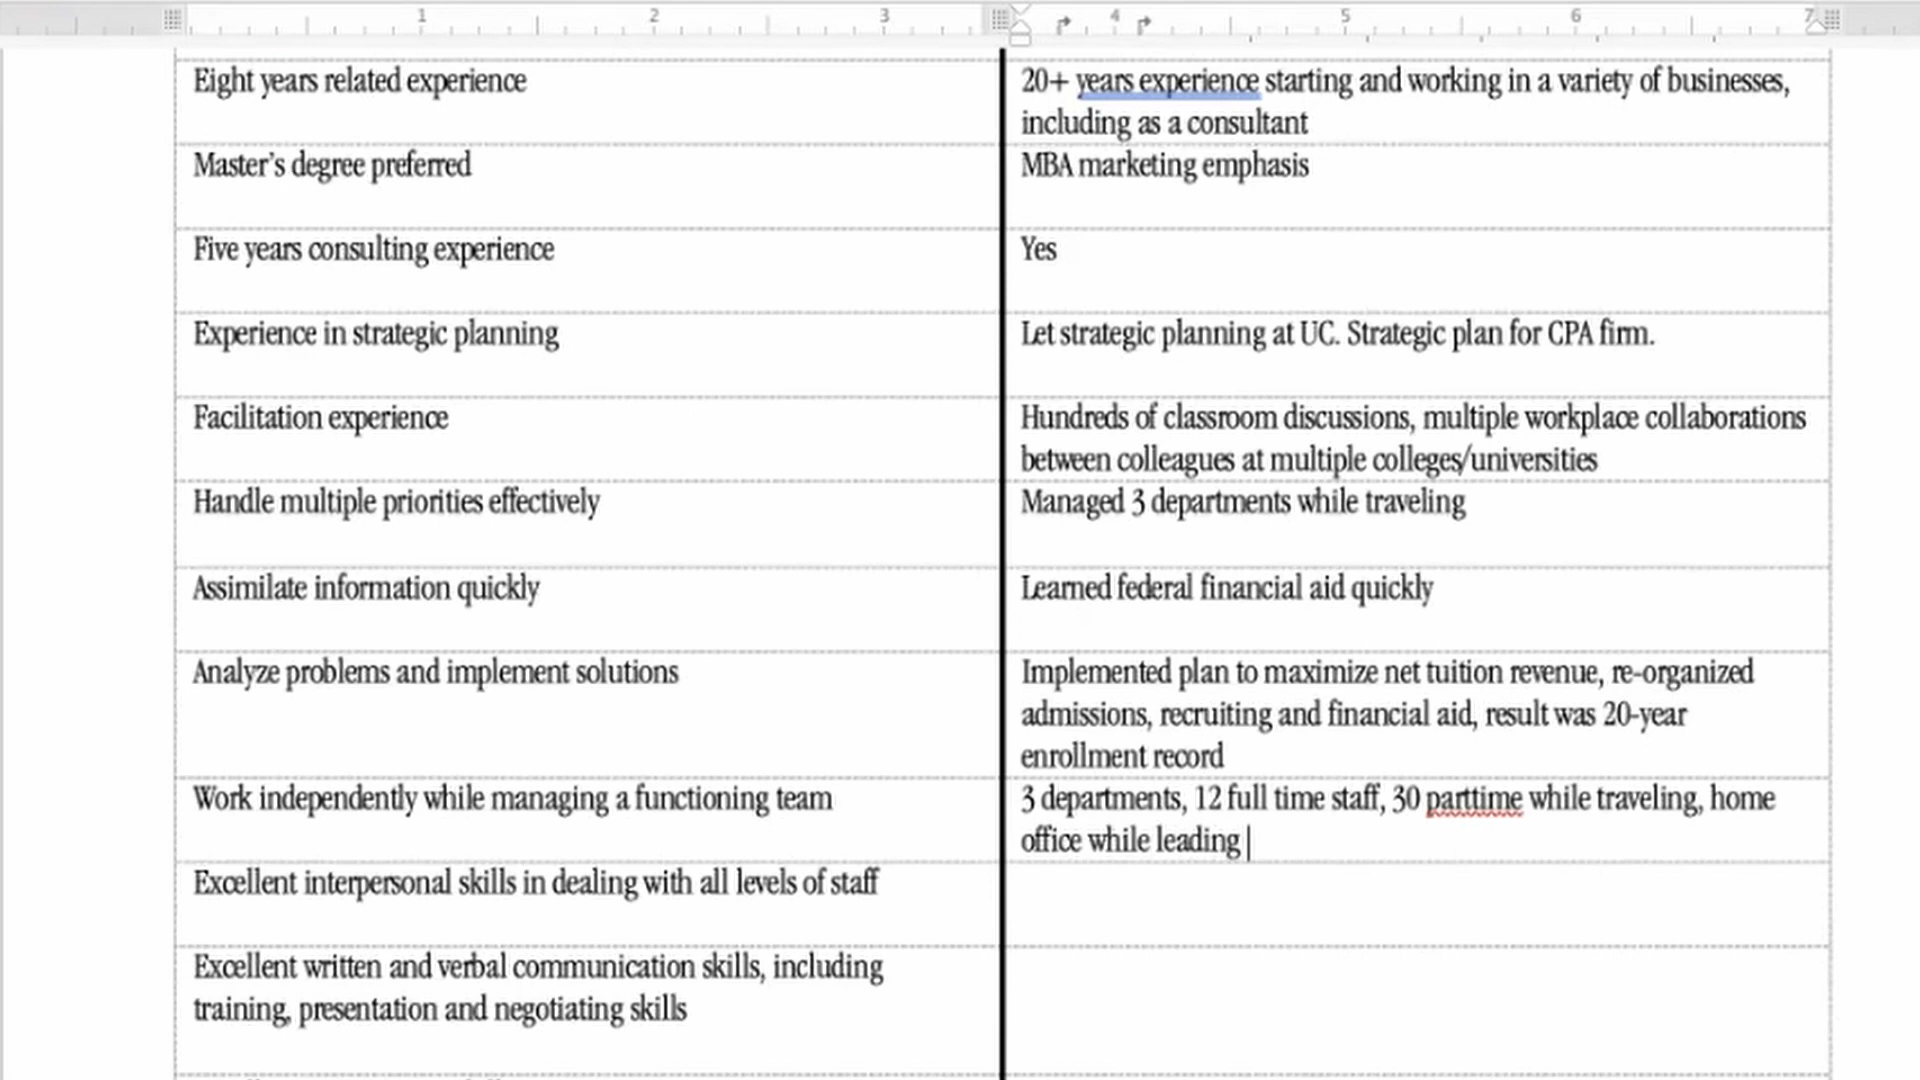 1 2 3 4 5 6 7
Eight years related experience
20+ years experience starting and working in a variety of businesses,
including as a consultant
Master’s degree preferred
MBA marketing emphasis
Five years consulting experience
Yes
Experience in strategic planning
Let strategic planning at UC. Strategic plan for CPA firm.
Facilitation experience
Hundreds of classroom discussions, multiple workplace collaborations
between colleagues at multiple colleges/universities
Handle multiple priorities effectively
Managed 3 departments while traveling
Assimilate information quickly
Learned federal financial aid quickly
Analyze problems and implement solutions
Implemented plan to maximize net tuition revenue, re-organized
admissions, recruiting and financial aid, result was 20-year
enrollment record
Work independently while managing a functioning team
3 departments, 12 full time staff, 30 parttime while traveling, home
office while leading
Excellent interpersonal skills in dealing with all levels of staff
Excellent written and verbal communication skills, including
training, presentation and negotiating skills